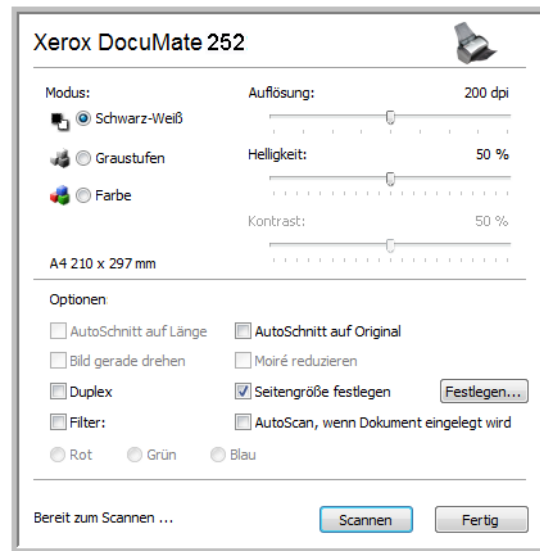 Xerox DocuMate 252
Modus:
Schwarz-Weiß
Graustufen
Farbe
A4 210 x 297 mm
Auflösung: 200 dpi
Helligkeit: 50 %
Kontrast: 50 %
Optionen
AutoSchnitt auf Länge AutoSchnitt auf Original
Bild gerade drehen Moiré reduzieren
Duplex Seitengröße festlegen Festlegen...
Filter: AutoScan, wenn Dokument eingelegt wird
Rot Grün Blau
Bereit zum Scannen ... Scannen Fertig